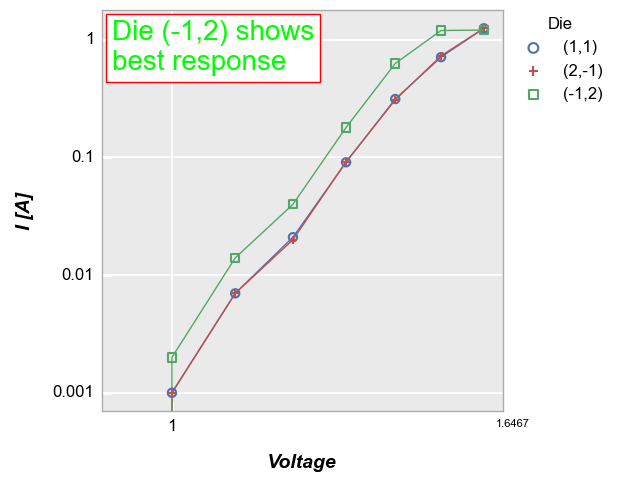 Die (-1,2) shows
best response
Die
(1,1)
(2,-1)
(-1,2)
1
0.1
0.01
0.001
I [A]
1
1.6467
Voltage